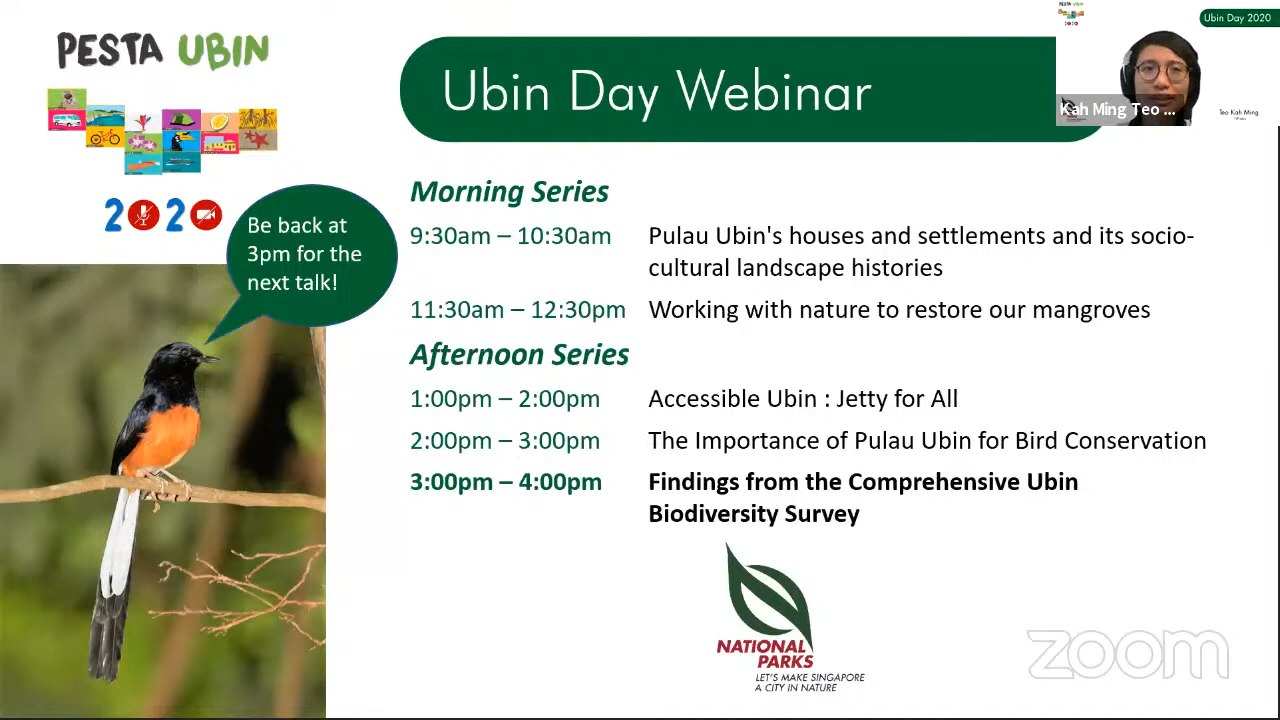 PESTA UBIN
2020
Be back at
3pm for the
next talk!
Ubin Day Webinar
Ubin Day 2020
Kah Ming Teo ...
Teo Kah Ming
Morning Series
9:30am – 10:30am Pulau Ubin's houses and settlements and its socio-
cultural landscape histories
11:30am – 12:30pm Working with nature to restore our mangroves
Afternoon Series
1:00pm – 2:00pm Accessible Ubin : Jetty for All
2:00pm – 3:00pm The Importance of Pulau Ubin for Bird Conservation
3:00pm – 4:00pm Findings from the Comprehensive Ubin
Biodiversity Survey
NATIONAL
PARKS
LET'S MAKE SINGAPORE
A CITY IN NATURE
zoom